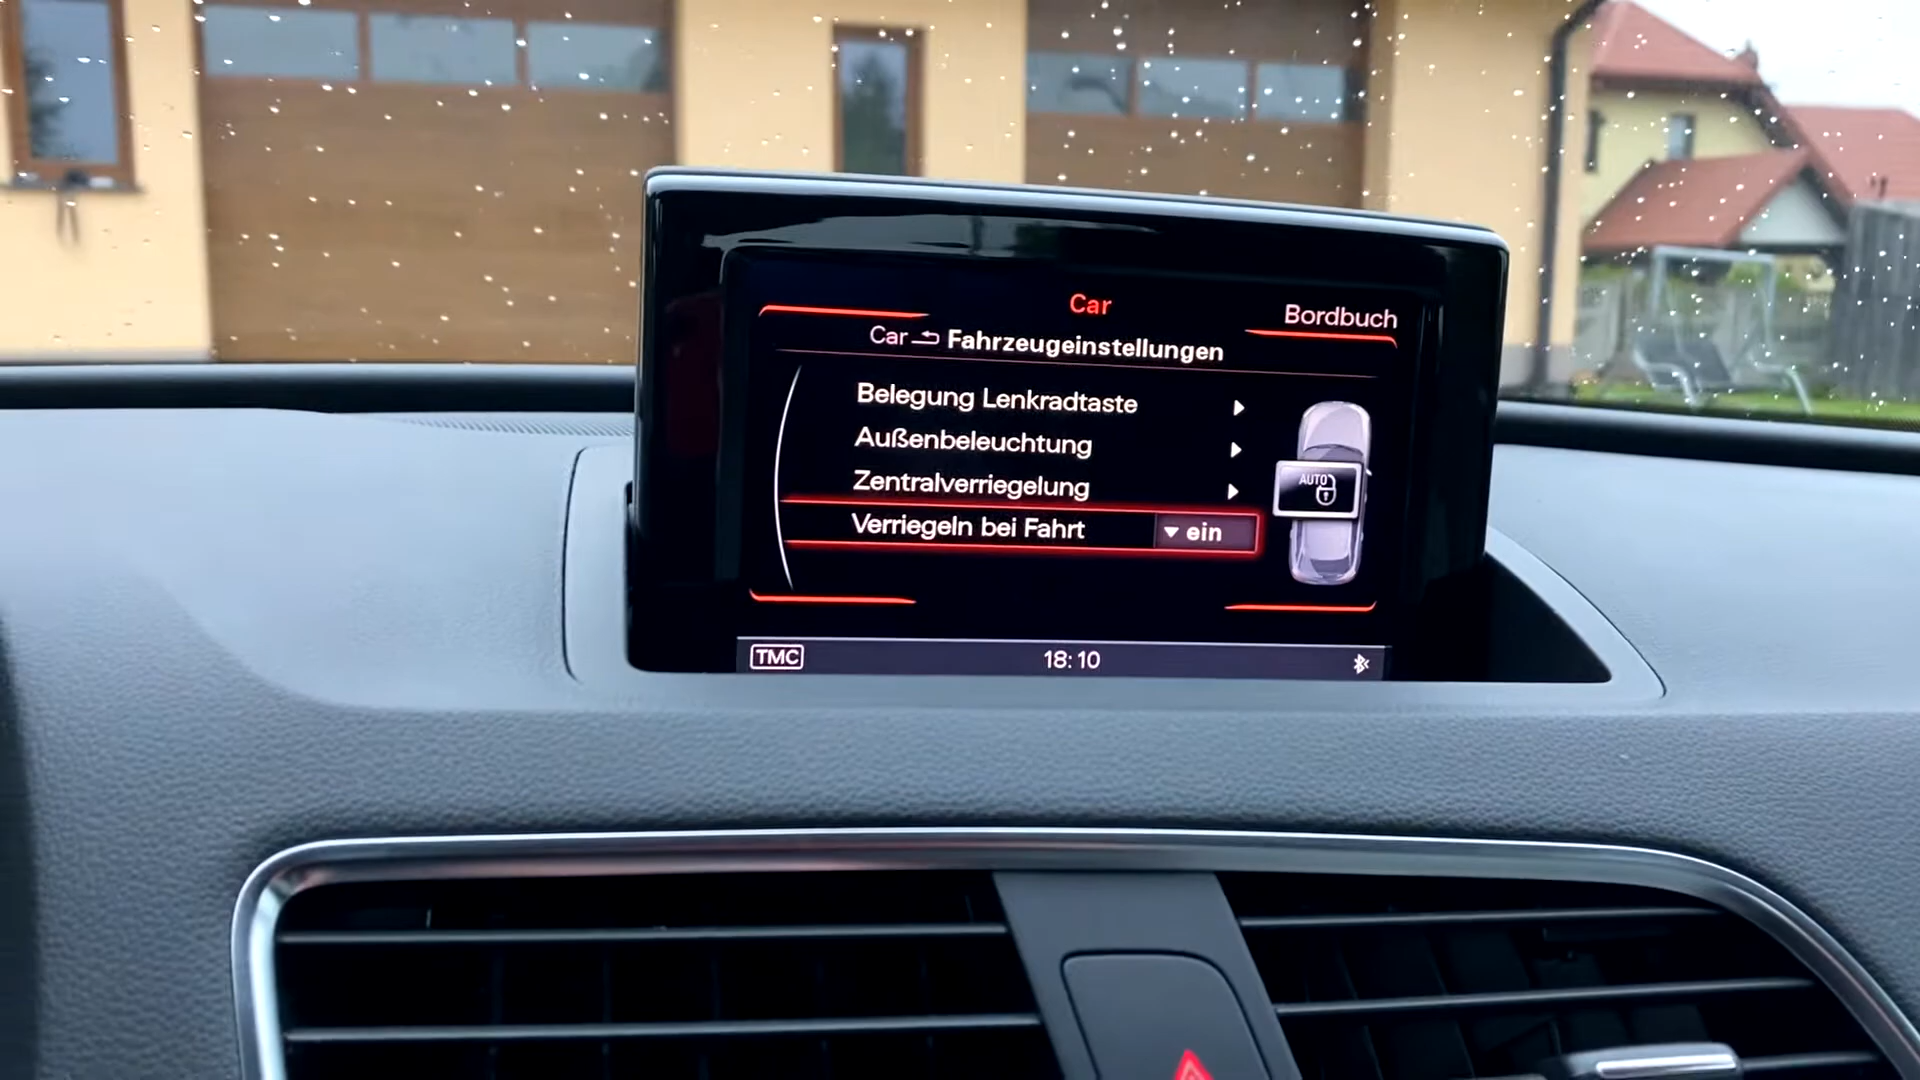 Car
Bordbuch
Car Fahrzeugeinstellungen
Belegung Lenkradtaste
Außenbeleuchtung
Zentralverriegelung
Verriegeln bei Fahrt ein
AUTO
TMC 18:10